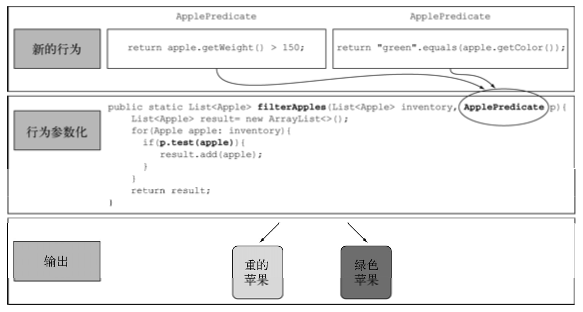 ApplePredicate
ApplePredicate
新的行为
return apple.getWeight() > 150;
return "green".equals(apple.getColor());
行为参数化
public static List<Apple> filterApples(List<Apple> inventory, ApplePredicate p){
List<Apple> result= new ArrayList<>();
for(Apple apple: inventory){
if(p.test(apple)){
result.add(apple);
}
}
return result;
}
输出
重的
苹果
绿色
苹果